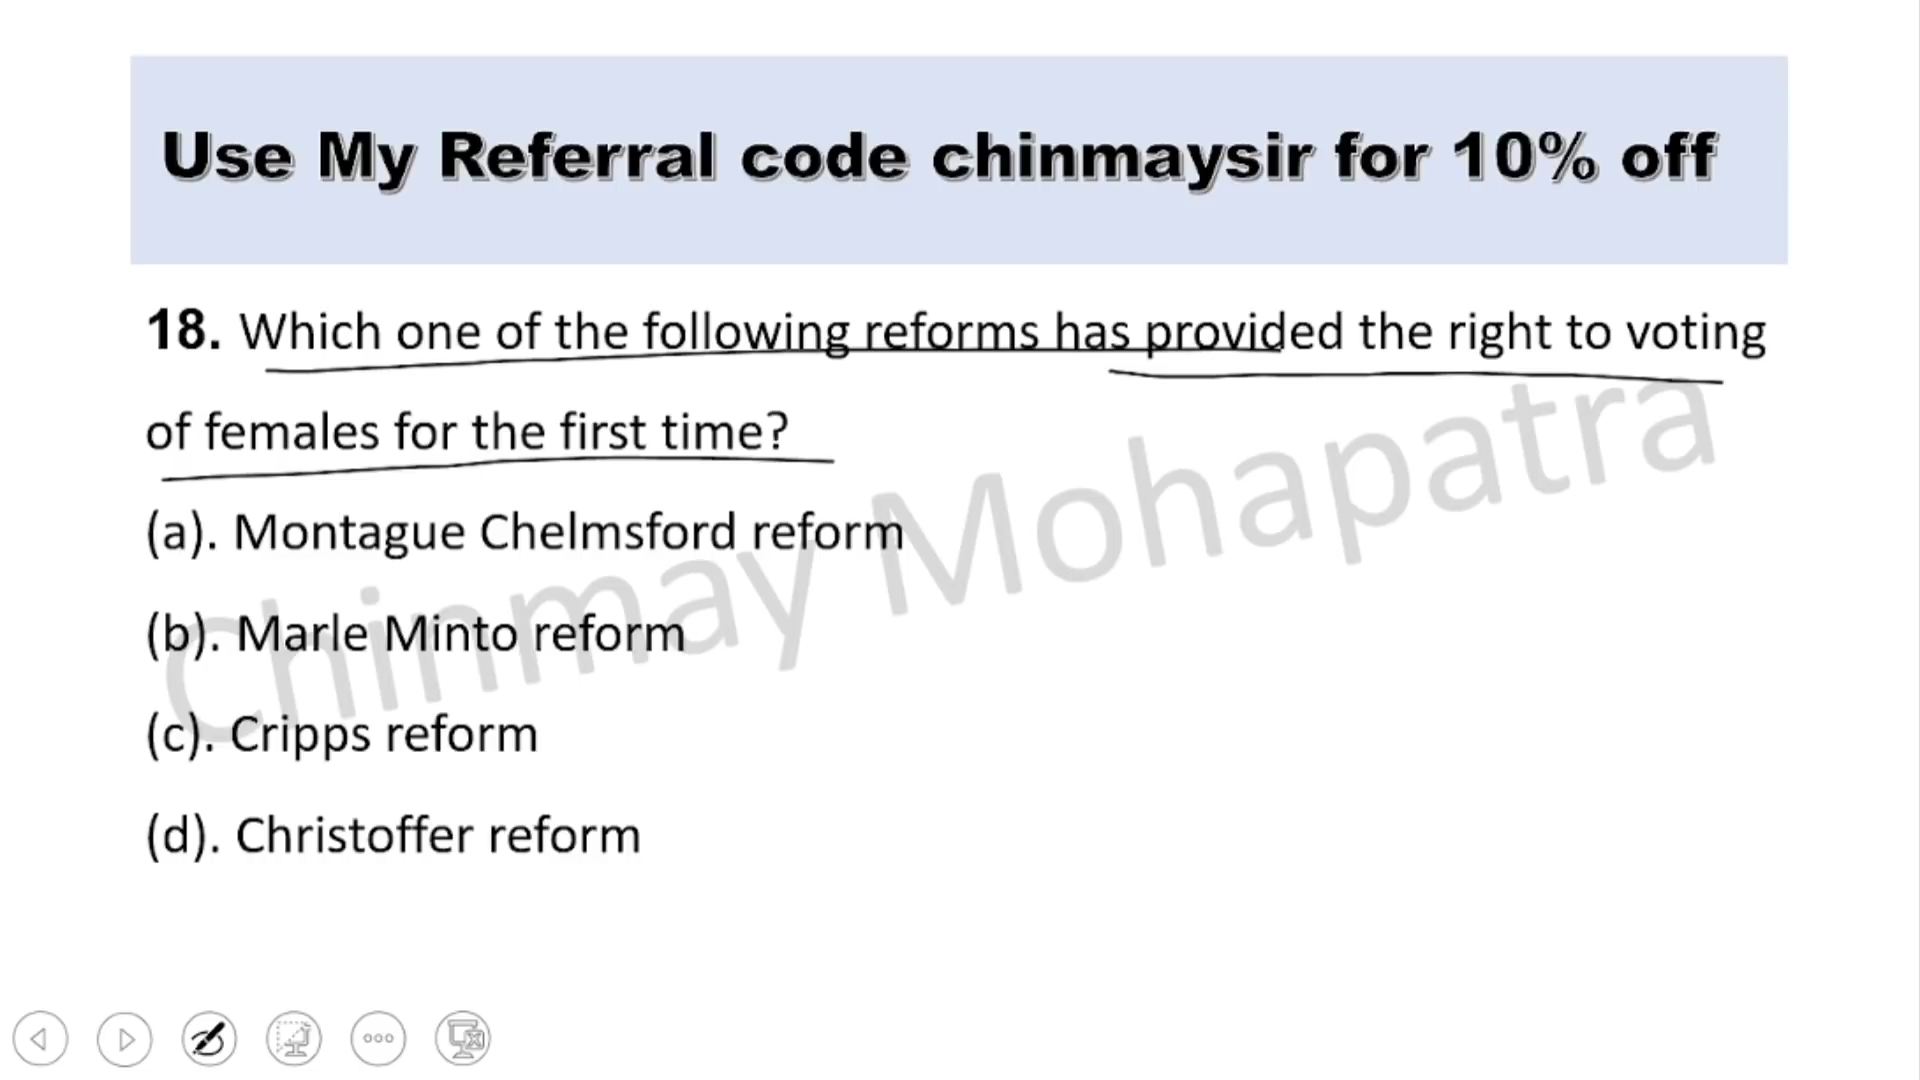 Use My Referral code chinmaysir for 10% off
18. Which one of the following reforms has provided the right to voting
of females for the first time?
(a). Montague Chelmsford reform
(b). Marle Minto reform
(c). Cripps reform
(d). Christoffer reform
Chinmay Mohapatra